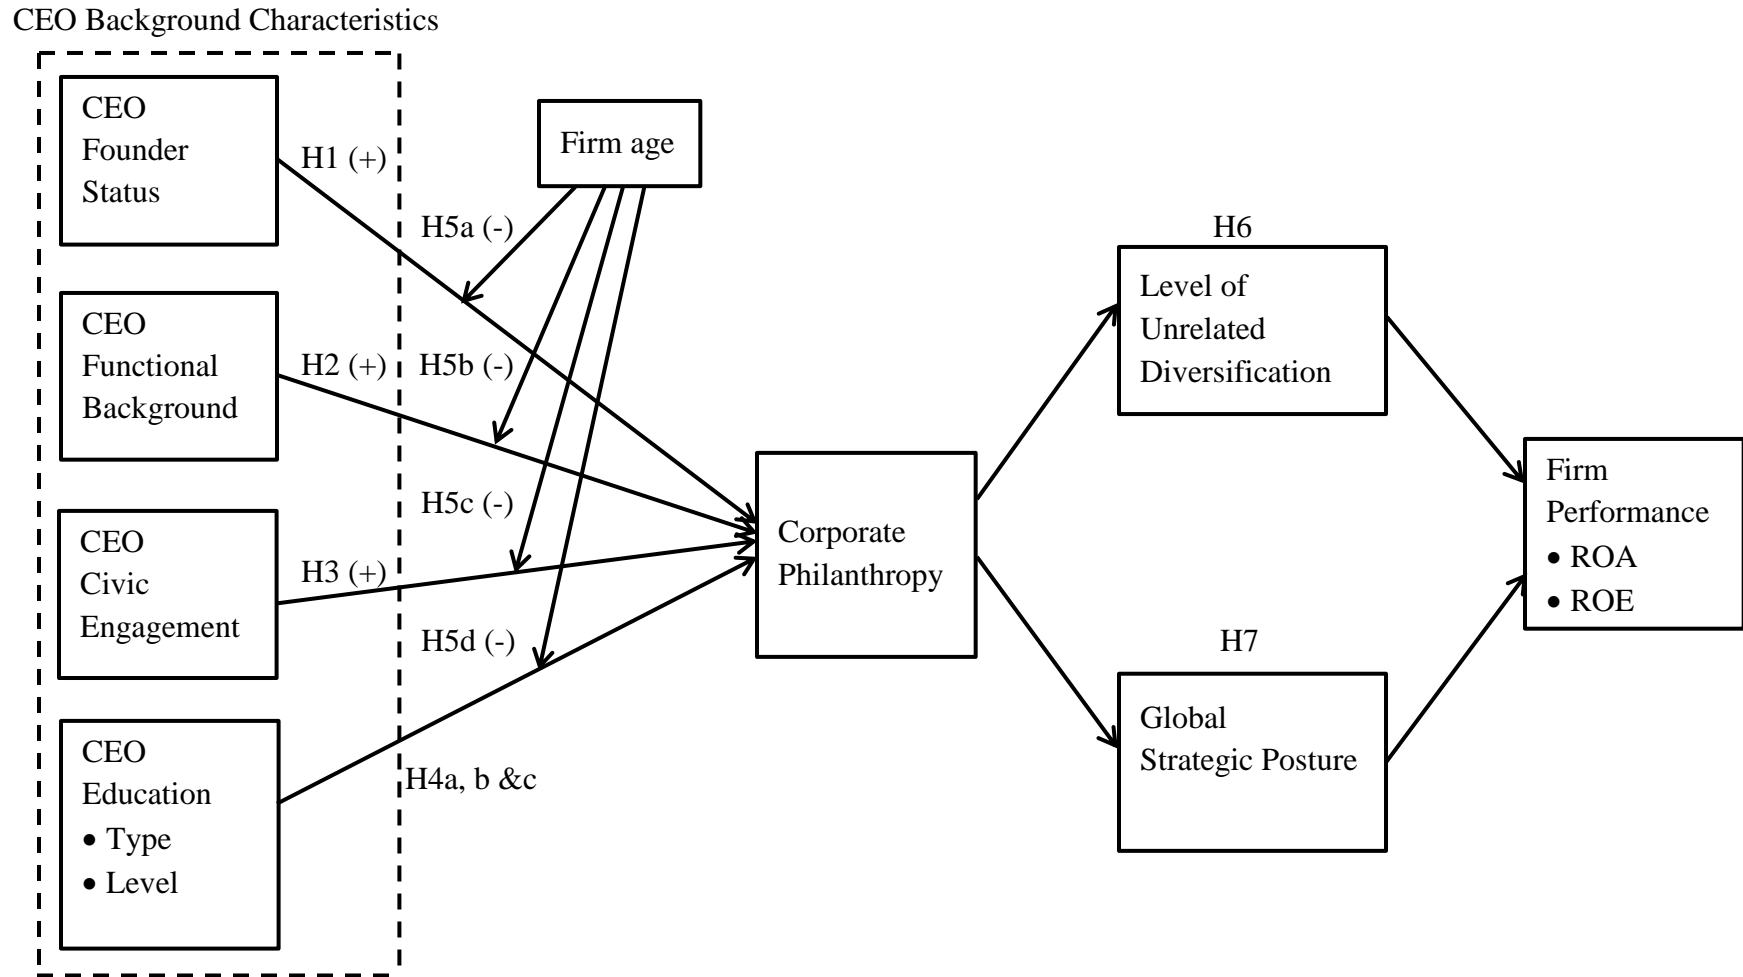 CEO Background Characteristics
CEO
Founder
Status
H1 (+)
Firm age
H5a (-)
CEO
Functional
Background
H2 (+)
H5b (-)
CEO
Civic
Engagement
H3 (+)
H5c (-)
H5d (-)
CEO
Education
• Type
• Level
H4a, b &c
Corporate
Philanthropy
H6
Level of
Unrelated
Diversification
H7
Global
Strategic Posture
Firm
Performance
• ROA
• ROE